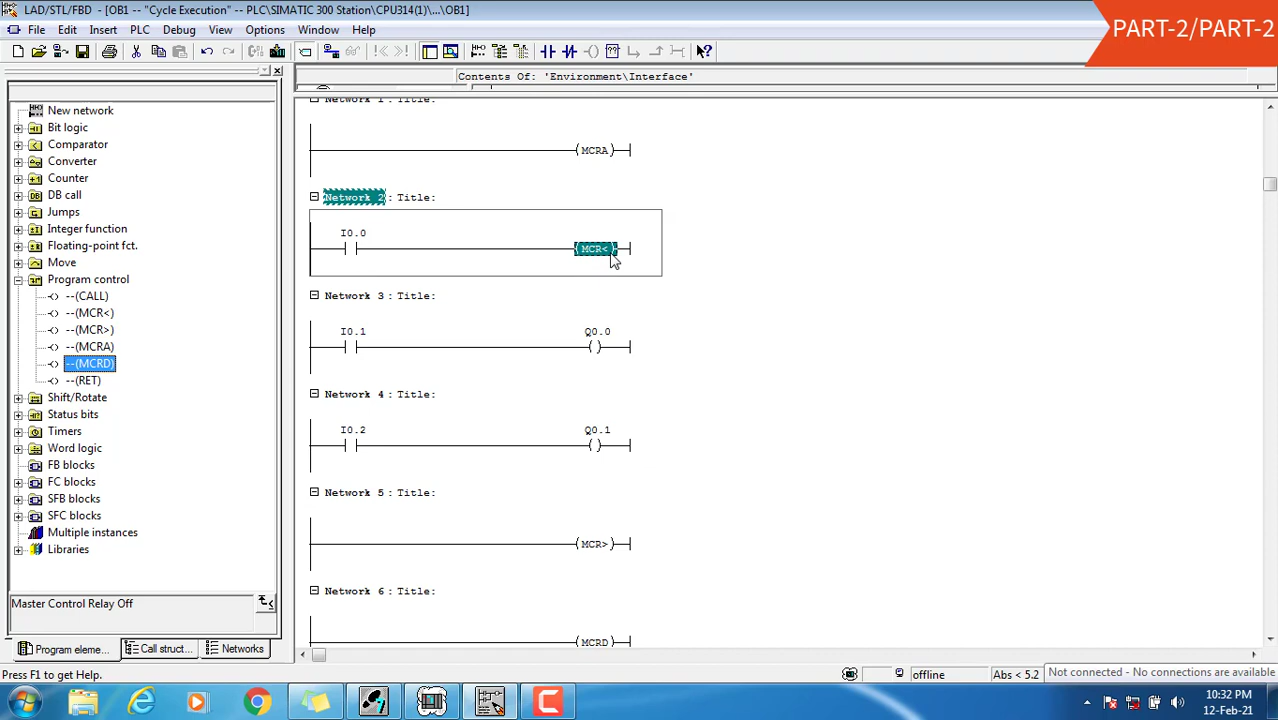 LAD/STL/FBD - [OB1 -- "Cycle Execution" -- PLC\SIMATIC 300 Station\CPU314(1)\...\OB1]
PART-2/PART-2
File Edit Insert PLC Debug View Options Window Help
Contents Of: 'Environment\Interface'
New network
Bit logic
Comparator
Converter
Counter
DB call
Jumps
Integer function
Floating-point fct.
Move
Program control
--(CALL)
--(MCR<)
--(MCR>)
--(MCRA)
--(MCRD)
--(RET)
Shift/Rotate
Status bits
Timers
Word logic
FB blocks
FC blocks
SFB blocks
SFC blocks
Multiple instances
Libraries
Master Control Relay Off
Program eleme...
Call struct...
Networks
Network 1 : Title:
MCRA
Network 2 : Title:
I0.0
MCR<
Network 3 : Title:
I0.1 Q0.0
Network 4 : Title:
I0.2 Q0.1
Network 5 : Title:
MCR>
Network 6 : Title:
MCRD
Press F1 to get Help.
offline
Abs < 5.2
Not connected - No connections are available
10:32 PM
12-Feb-21